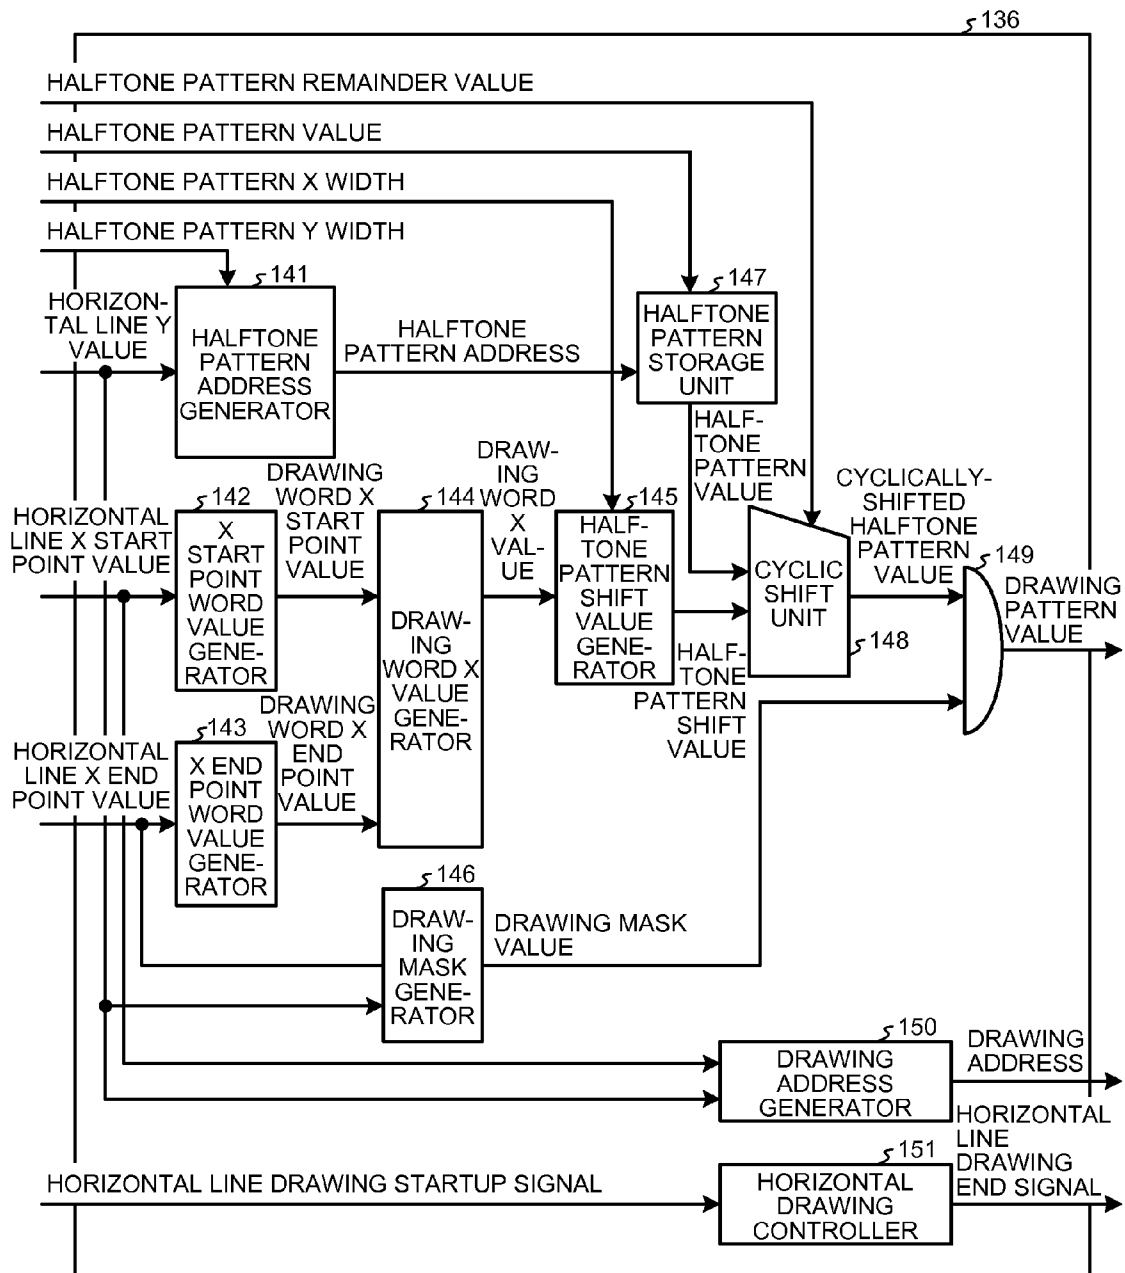 136
HALFTONE PATTERN REMAINDER VALUE
HALFTONE PATTERN VALUE
HALFTONE PATTERN X WIDTH
HALFTONE PATTERN Y WIDTH
141
HORIZON-
TAL LINE Y
VALUE
HALFTONE
PATTERN
ADDRESS
GENERATOR
HALFTONE
PATTERN ADDRESS
147
HALFTONE
PATTERN
STORAGE
UNIT
HALF-
TONE
PATTERN
VALUE
142
HORIZONTAL
LINE X START
POINT VALUE
X
START
POINT
WORD
VALUE
GENE-
RATOR
DRAWING
WORD X
START
POINT
VALUE
144
DRAW-
ING
WORD X
VALUE
GENE-
RATOR
DRAW-
ING
WORD
X
VAL-
UE
145
HALF-
TONE
PATTERN
SHIFT
VALUE
GENE-
RATOR
HALF-
TONE
PATTERN
SHIFT
VALUE
CYCLIC
SHIFT
UNIT
148
CYCLICALLY-
SHIFTED
HALFTONE
PATTERN
VALUE
149
DRAWING
PATTERN
VALUE
143
HORIZONTAL
LINE X END
POINT VALUE
X END
POINT
WORD
VALUE
GENE-
RATOR
DRAWING
WORD X
END
POINT
VALUE
146
DRAW-
ING
MASK
GENE-
RATOR
DRAWING MASK
VALUE
150
DRAWING
ADDRESS
GENERATOR
DRAWING
ADDRESS
151
HORIZONTAL LINE DRAWING STARTUP SIGNAL
HORIZONTAL
DRAWING
CONTROLLER
HORIZONTAL
LINE
DRAWING
END SIGNAL